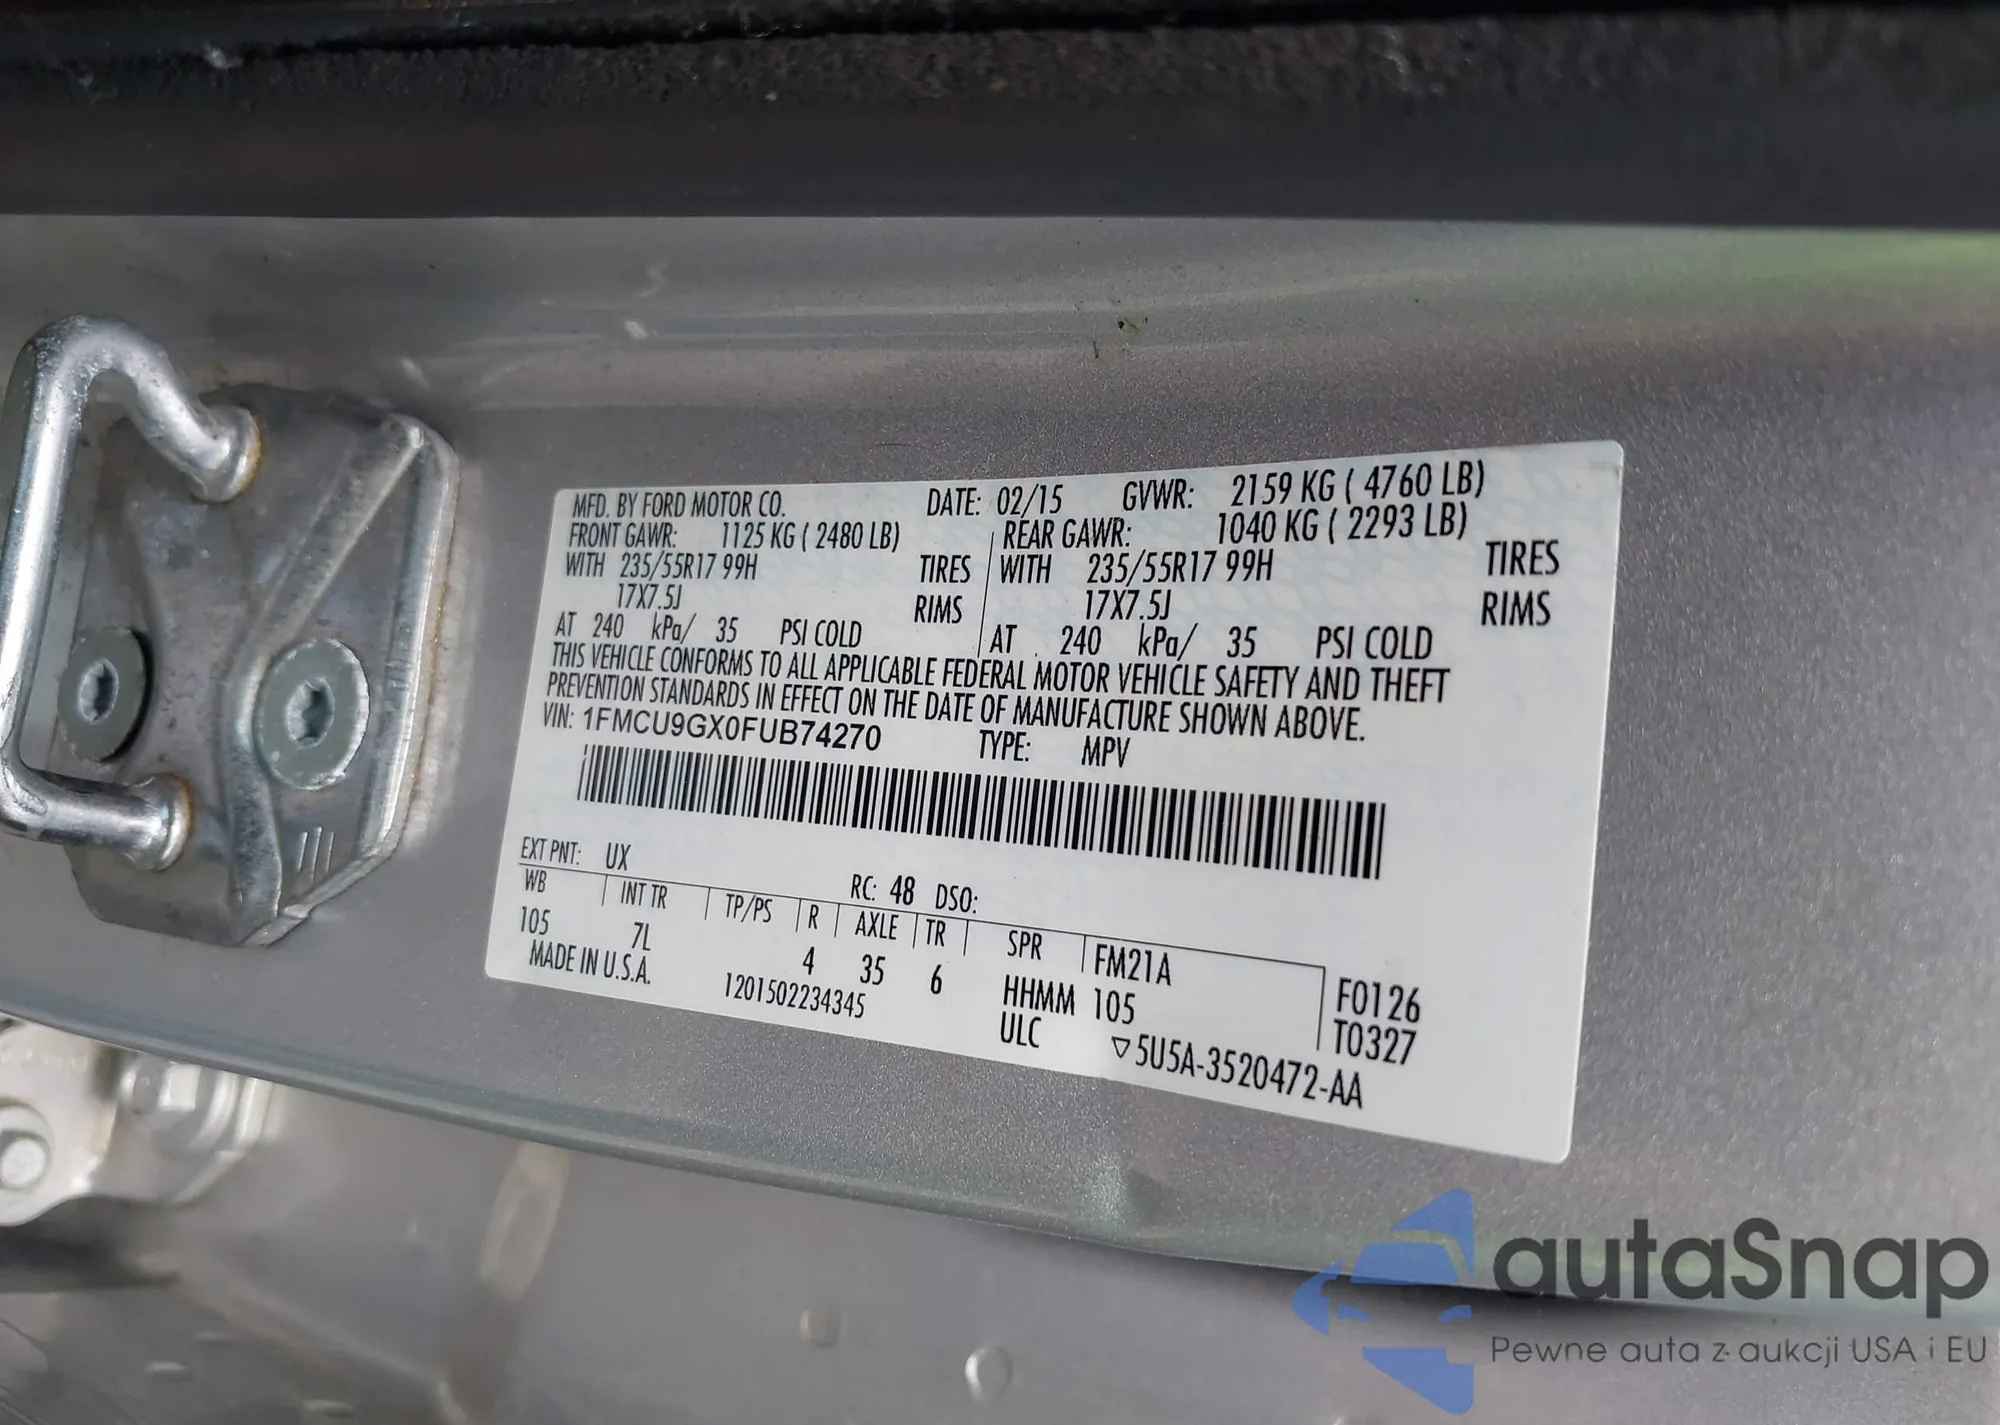 MFD. BY FORD MOTOR CO. DATE: 02/15 GVWR: 2159 KG ( 4760 LB)
FRONT GAWR: 1125 KG ( 2480 LB) REAR GAWR: 1040 KG ( 2293 LB)
WITH 235/55R17 99H TIRES WITH 235/55R17 99H TIRES
17X7.5J RIMS 17X7.5J RIMS
AT 240 kPa/ 35 PSI COLD AT 240 kPa/ 35 PSI COLD
THIS VEHICLE CONFORMS TO ALL APPLICABLE FEDERAL MOTOR VEHICLE SAFETY AND THEFT
PREVENTION STANDARDS IN EFFECT ON THE DATE OF MANUFACTURE SHOWN ABOVE.
VIN: 1FMCU9GX0FUB74270 TYPE: MPV
EXT PNT: UX RC: 48 DSO:
WB INT TR TP/PS R AXLE TR SPR FM21A F0126
105 7L 4 35 6 HHMM 105 T0327
MADE IN U.S.A. 1201502234345 ULC ▽5U5A-3520472-AA
autaSnap
Pewne auta z aukcji USA i EU